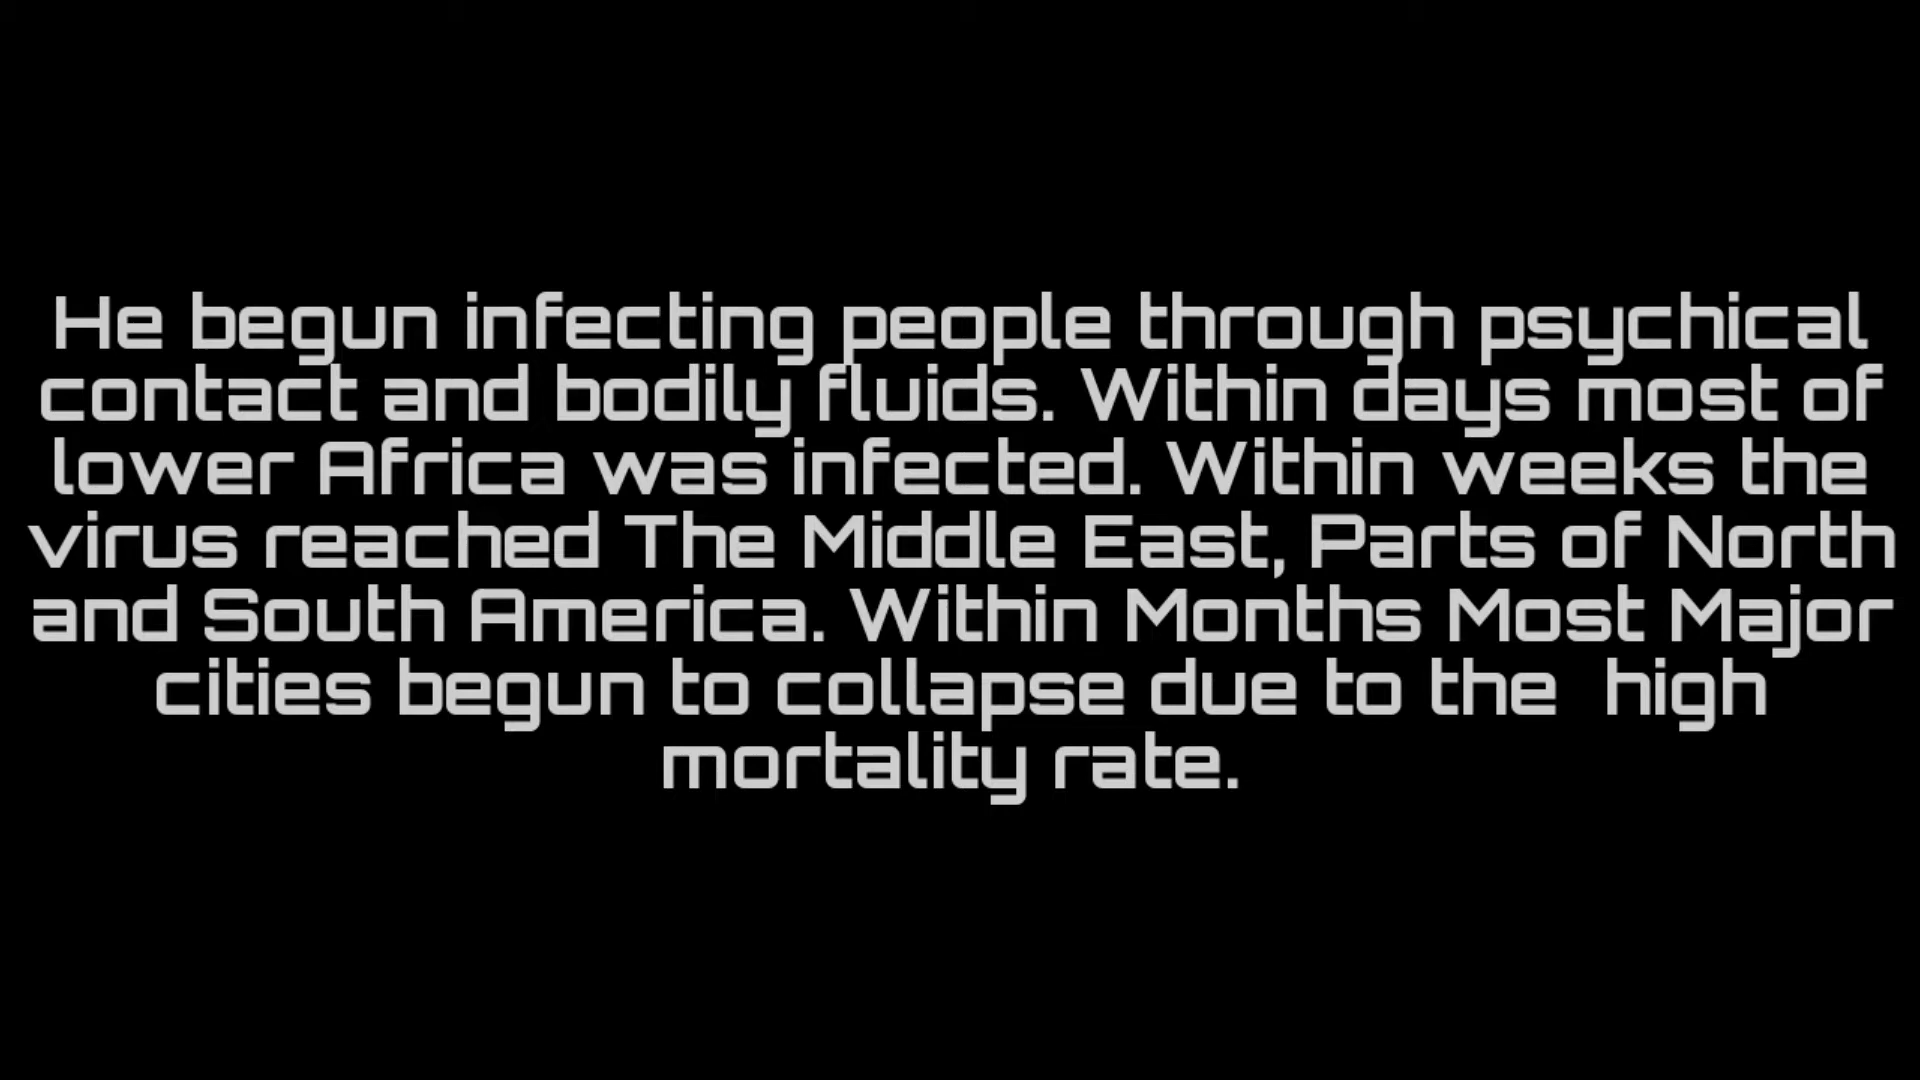 He begun infecting people through psychical
contact and bodily fluids. Within days most of
lower Africa was infected. Within weeks the
virus reached The Middle East, Parts of North
and South America. Within Months Most Major
cities begun to collapse due to the  high
mortality rate.